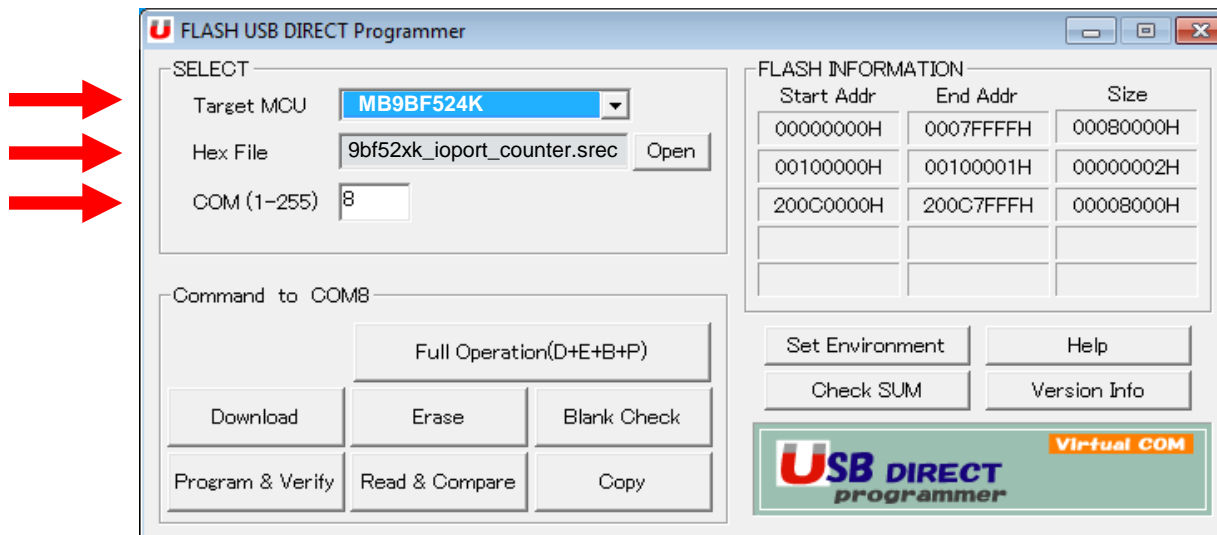 FLASH USB DIRECT Programmer
SELECT
Target MCU MB9BF524K
Hex File 9bf52xk_ioport_counter.srec Open
COM (1-255) 8
FLASH INFORMATION
Start Addr End Addr Size
00000000H 0007FFFFH 00080000H
00100000H 00100001H 00000002H
200C0000H 200C7FFFH 00008000H
Command to COM8
Full Operation(D+E+B+P)
Download Erase Blank Check
Program & Verify Read & Compare Copy
Set Environment Help
Check SUM Version Info
Virtual COM
USB DIRECT
programmer